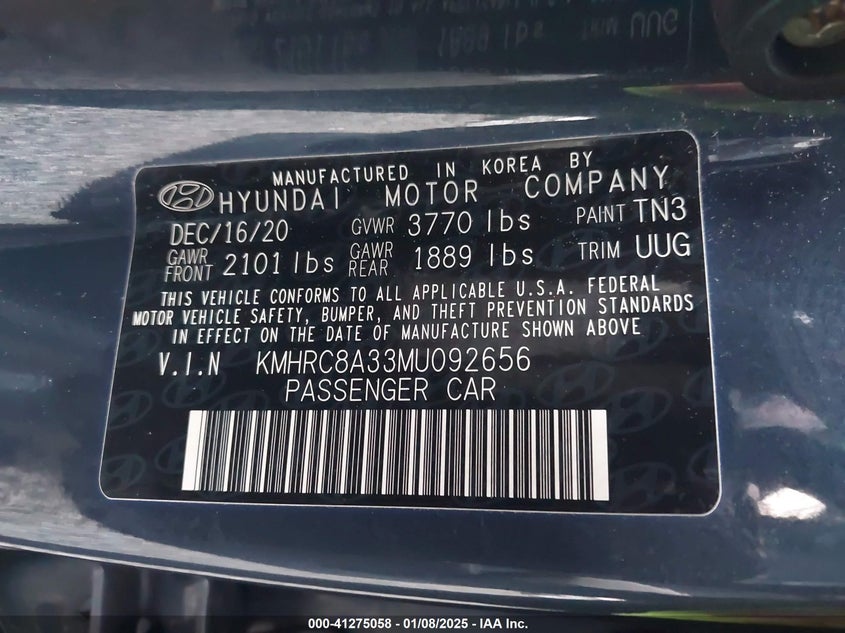 MANUFACTURED IN KOREA BY
HYUNDAI MOTOR COMPANY
DEC/16/20 GVWR 3770 lbs PAINT TN3
GAWR FRONT 2101 lbs GAWR REAR 1889 lbs TRIM UUG
THIS VEHICLE CONFORMS TO ALL APPLICABLE U.S.A. FEDERAL
MOTOR VEHICLE SAFETY, BUMPER, AND THEFT PREVENTION STANDARDS
IN EFFECT ON THE DATE OF MANUFACTURE SHOWN ABOVE
V.I.N KMHRC8A33MU092656
PASSENGER CAR
000-41275058 - 01/08/2025 - IAA Inc.